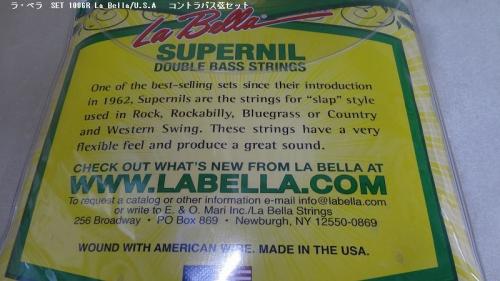 ラ・ベラ SET 100GR La Bella/U.S.A コントラバス弦セット
La Bella
SUPERNIL
DOUBLE BASS STRINGS
One of the best-selling sets since their introduction
in 1962, Supernils are the strings for "slap" style
used in Rock, Rockabilly, Bluegrass or Country
and Western Swing. These strings have a very
flexible feel and produce a great sound.
CHECK OUT WHAT'S NEW FROM LA BELLA AT
WWW.LABELLA.COM
To request a catalog or other information e-mail info@labella.com
or write to E. & O. Mari Inc./La Bella Strings
256 Broadway • PO Box 869 • Newburgh, NY 12550-0869
WOUND WITH AMERICAN WIRE. MADE IN THE USA.